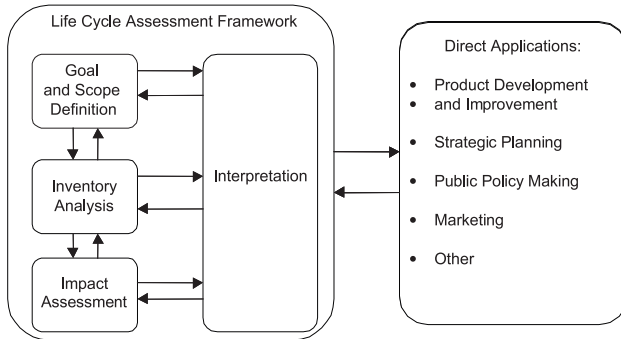 Life Cycle Assessment Framework
Goal
and Scope
Definition
Inventory
Analysis
Impact
Assessment
Interpretation
Direct Applications:
• Product Development
• and Improvement
• Strategic Planning
• Public Policy Making
• Marketing
• Other